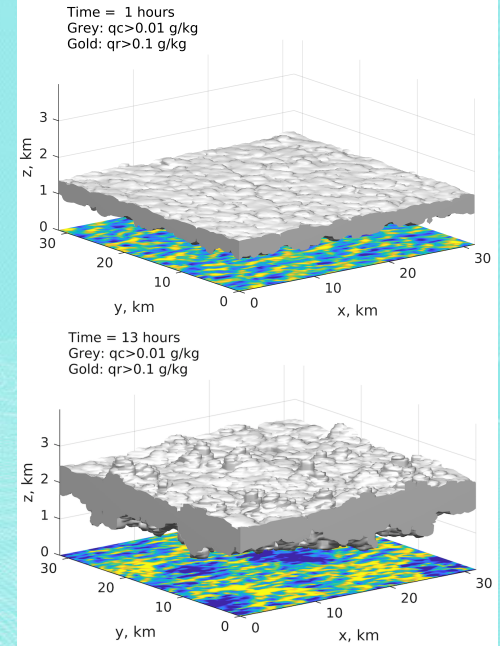 Time =  1 hours
Grey: qc>0.01 g/kg
Gold: qr>0.1 g/kg
3
2
1
0
z, km
30
20
10
0
y, km
0
10
20
30
x, km
Time = 13 hours
Grey: qc>0.01 g/kg
Gold: qr>0.1 g/kg
3
2
1
0
z, km
30
20
10
0
y, km
0
10
20
30
x, km